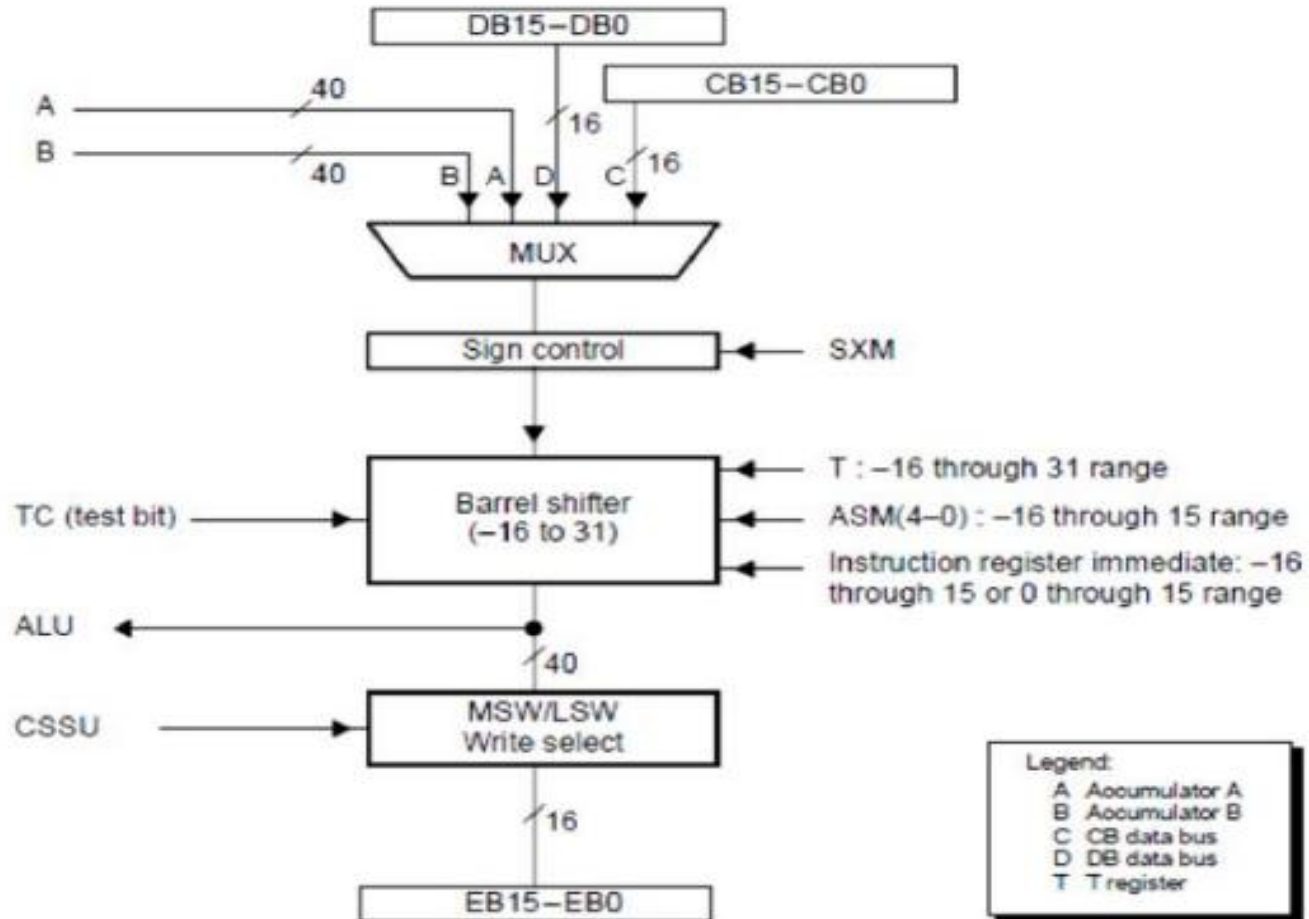 DB15–DB0
CB15–CB0
40
A
16
B
16
40
B A D C
MUX
Sign control
SXM
T : –16 through 31 range
Barrel shifter
(–16 to 31)
TC (test bit)
ASM(4–0) : –16 through 15 range
Instruction register immediate: –16
through 15 or 0 through 15 range
ALU
40
MSW/LSW
Write select
CSSU
16
EB15–EB0
Legend:
A Accumulator A
B Accumulator B
C CB data bus
D DB data bus
T T register